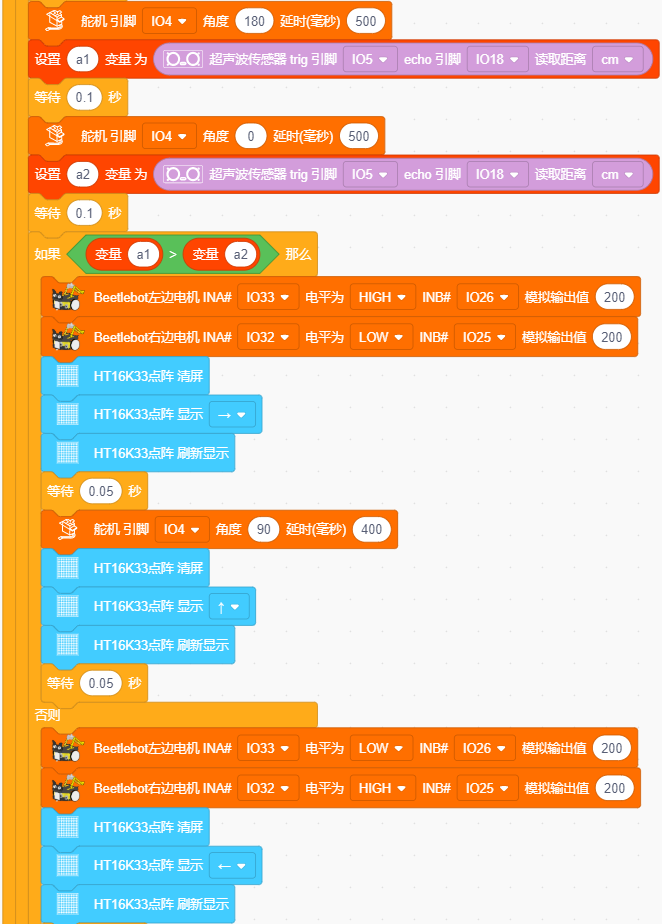 舵机 引脚 IO4 角度 180 延时(毫秒) 500
设置 a1 变量 为 超声波传感器 trig 引脚 IO5 echo 引脚 IO18 读取距离 cm
等待 0.1 秒
舵机 引脚 IO4 角度 0 延时(毫秒) 500
设置 a2 变量 为 超声波传感器 trig 引脚 IO5 echo 引脚 IO18 读取距离 cm
等待 0.1 秒
如果 变量 a1 > 变量 a2 那么
Beetlebot左边电机 INA# IO33 电平为 HIGH INB# IO26 模拟输出值 200
Beetlebot右边电机 INA# IO32 电平为 LOW INB# IO25 模拟输出值 200
HT16K33点阵 清屏
HT16K33点阵 显示 →
HT16K33点阵 刷新显示
等待 0.05 秒
舵机 引脚 IO4 角度 90 延时(毫秒) 400
HT16K33点阵 清屏
HT16K33点阵 显示 ↑
HT16K33点阵 刷新显示
等待 0.05 秒
否则
Beetlebot左边电机 INA# IO33 电平为 LOW INB# IO26 模拟输出值 200
Beetlebot右边电机 INA# IO32 电平为 HIGH INB# IO25 模拟输出值 200
HT16K33点阵 清屏
HT16K33点阵 显示 ←
HT16K33点阵 刷新显示